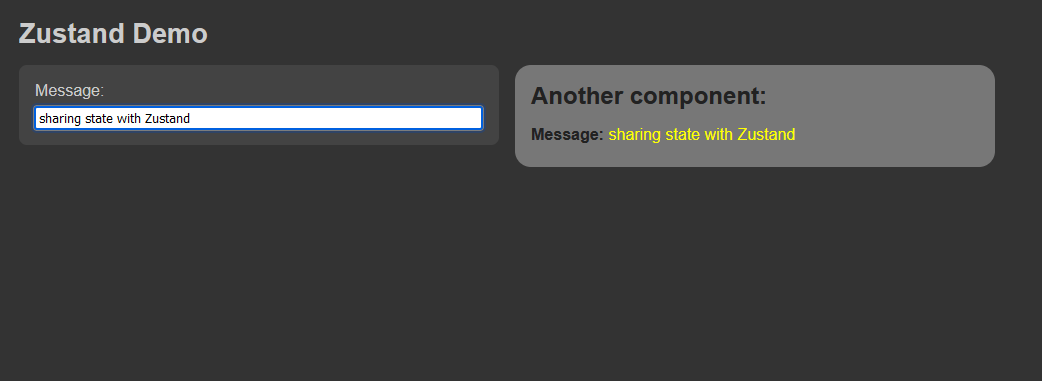 Zustand Demo
Message:
sharing state with Zustand
Another component:
Message: sharing state with Zustand